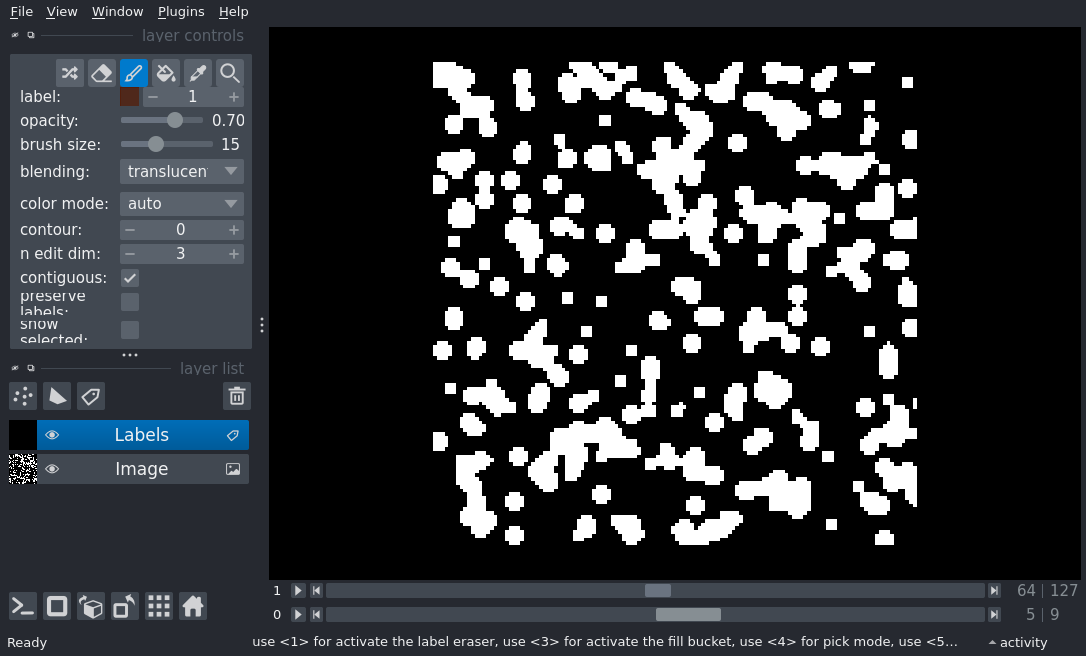 File View Window Plugins Help
layer controls
label: 1
opacity: 0.70
brush size: 15
blending: translucen
color mode: auto
contour: 0
n edit dim: 3
contiguous:
preserve
labels:
show
selected:
layer list
Labels
Image
1 64 | 127
0 5 | 9
Ready use <1> for activate the label eraser, use <3> for activate the fill bucket, use <4> for pick mode, use <5... activity